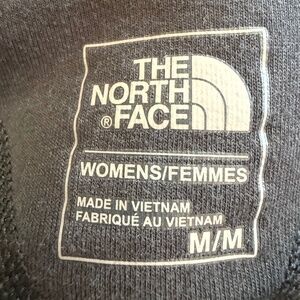 THE
NORTH
® FACE
WOMENS/FEMMES
MADE IN VIETNAM
FABRIQUÉ AU VIETNAM
M/M